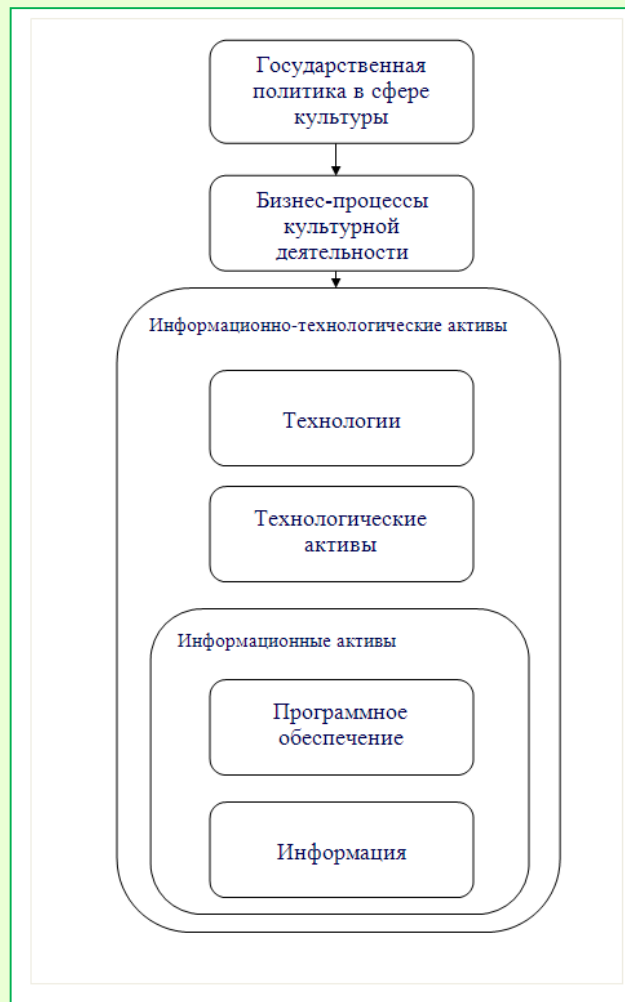 Государственная
политика в сфере
культуры
Бизнес-процессы
культурной
деятельности
Информационно-технологические активы
Технологии
Технологические
активы
Информационные активы
Программное
обеспечение
Информация